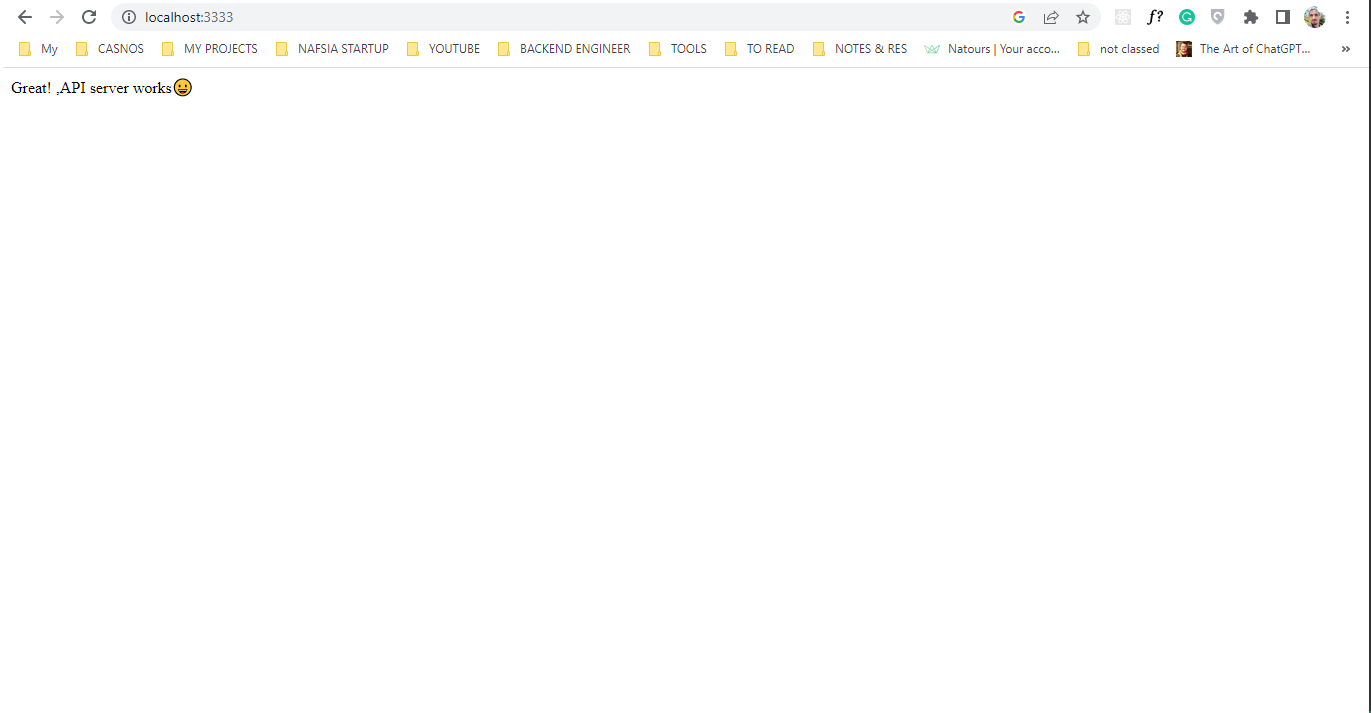 localhost:3333
f?
My CASNOS MY PROJECTS NAFSIA STARTUP YOUTUBE BACKEND ENGINEER TOOLS TO READ NOTES & RES Natours | Your acco... not classed The Art of ChatGPT... »
Great! ,API server works😀